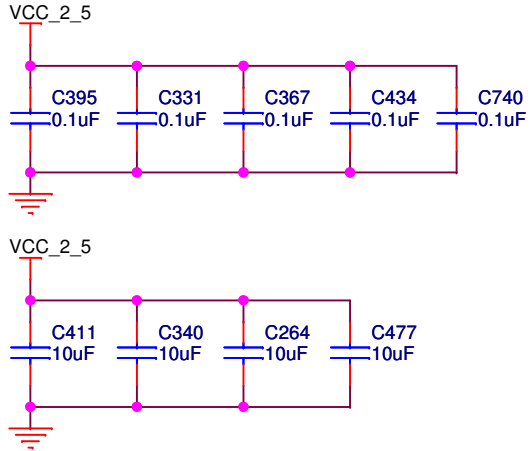 VCC_2_5
C395 C331 C367 C434 C740
0.1uF 0.1uF 0.1uF 0.1uF 0.1uF
VCC_2_5
C411 C340 C264 C477
10uF 10uF 10uF 10uF